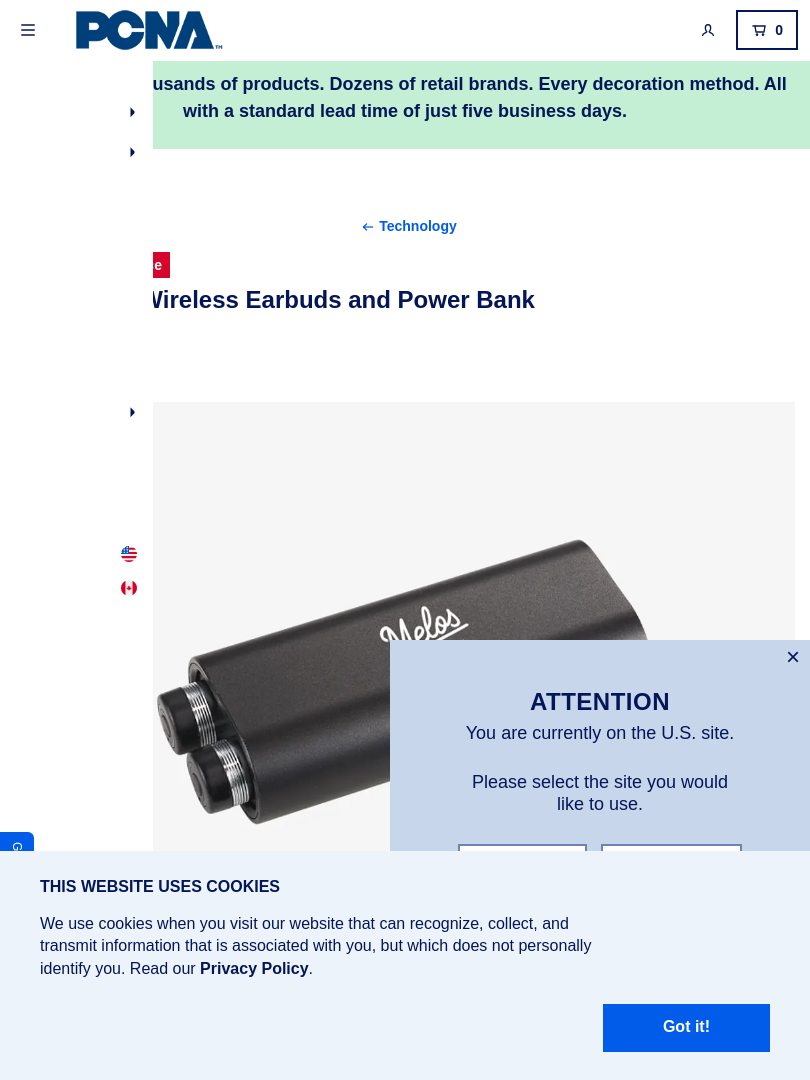 PCNA
TM
0
usands of products. Dozens of retail brands. Every decoration method. All
with a standard lead time of just five business days.
← Technology
e
Wireless Earbuds and Power Bank
Melos
ATTENTION
You are currently on the U.S. site.
Please select the site you would
like to use.
G
THIS WEBSITE USES COOKIES
We use cookies when you visit our website that can recognize, collect, and
transmit information that is associated with you, but which does not personally
identify you. Read our Privacy Policy.
Got it!